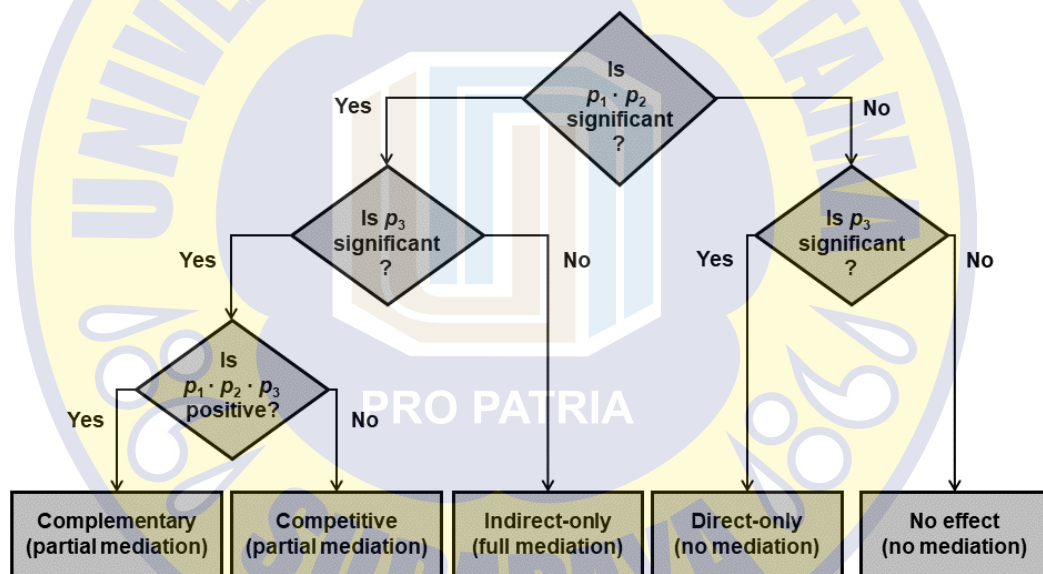 Is
p₁ · p₂
significant
?
Yes
No
Is p₃
significant
?
Yes
No
Is p₃
significant
?
Yes
No
Is
p₁ · p₂ · p₃
positive?
Yes
No
PRO PATRIA
Complementary
(partial mediation)
Competitive
(partial mediation)
Indirect-only
(full mediation)
Direct-only
(no mediation)
No effect
(no mediation)